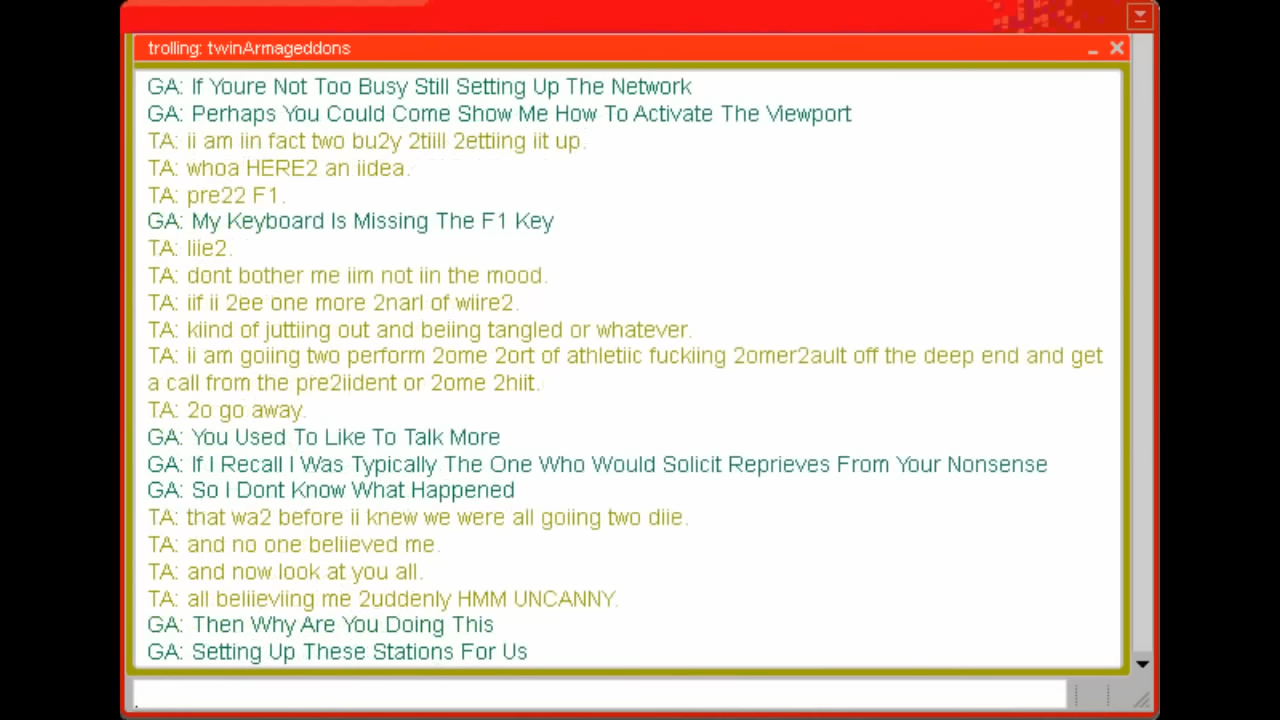 trolling: twinArmageddons
GA: If Youre Not Too Busy Still Setting Up The Network
GA: Perhaps You Could Come Show Me How To Activate The Viewport
TA: ii am iin fact two bu2y 2tiill 2ettiing iit up.
TA: whoa HERE2 an iidea.
TA: pre22 F1.
GA: My Keyboard Is Missing The F1 Key
TA: liie2.
TA: dont bother me iim not iin the mood.
TA: iif ii 2ee one more 2narl of wiire2.
TA: kiind of juttiing out and beiing tangled or whatever.
TA: ii am goiing two perform 2ome 2ort of athletiic fuckiing 2omer2ault off the deep end and get
a call from the pre2iident or 2ome 2hiit.
TA: 2o go away.
GA: You Used To Like To Talk More
GA: If I Recall I Was Typically The One Who Would Solicit Reprieves From Your Nonsense
GA: So I Dont Know What Happened
TA: that wa2 before ii knew we were all goiing two diie.
TA: and no one beliieved me.
TA: and now look at you all.
TA: all beliieviing me 2uddenly HMM UNCANNY.
GA: Then Why Are You Doing This
GA: Setting Up These Stations For Us